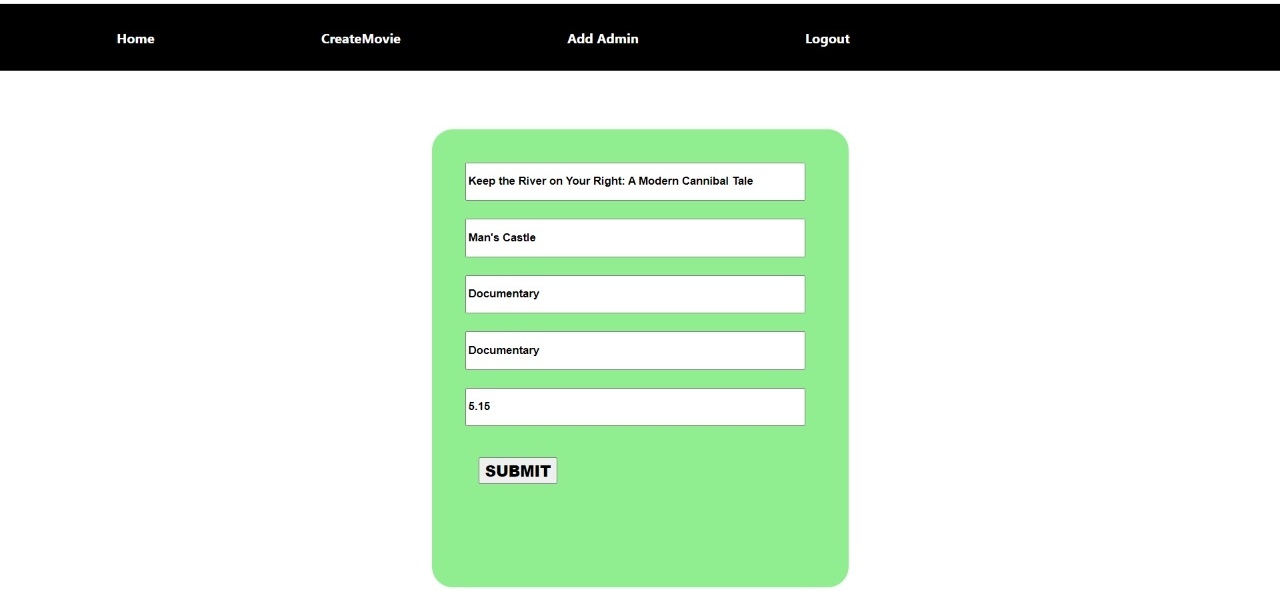 Home CreateMovie Add Admin Logout
Keep the River on Your Right: A Modern Cannibal Tale
Man's Castle
Documentary
Documentary
5.15
SUBMIT